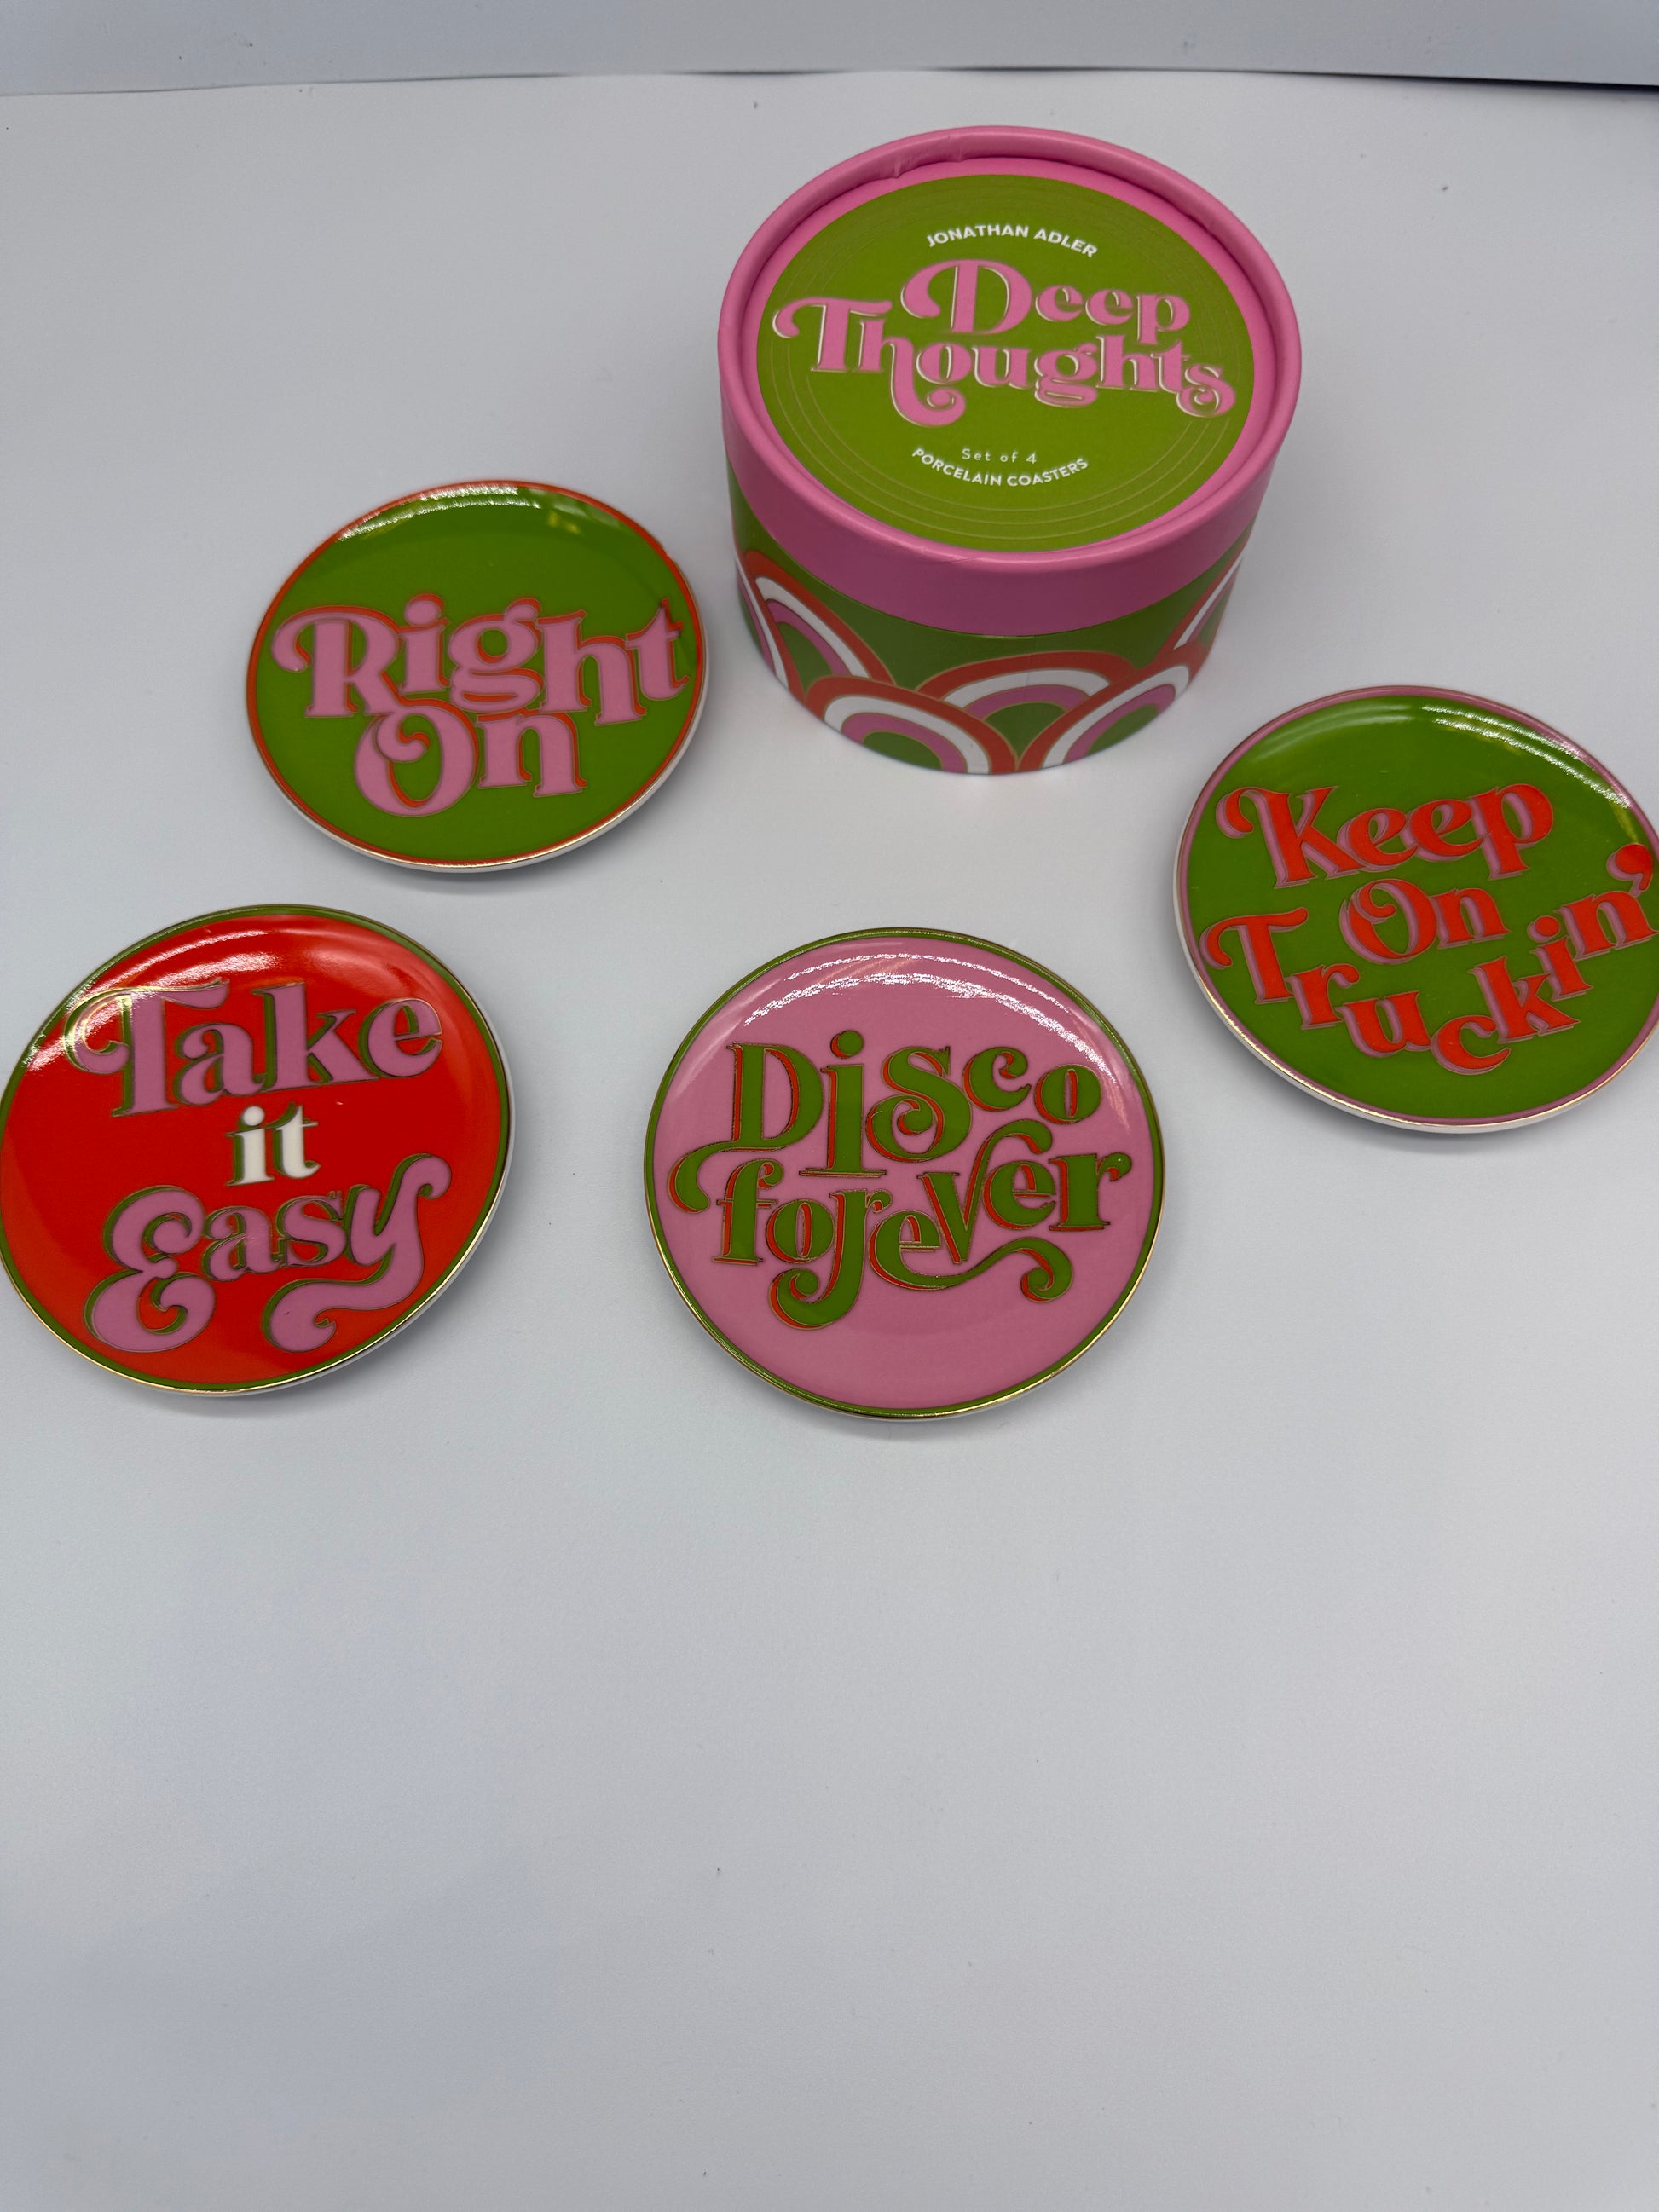 JONATHAN ADLER
Deep
Thoughts
Set of 4
PORCELAIN COASTERS
Right
On
Keep
On
Truckin'
Take
it
Easy
Disco
forever